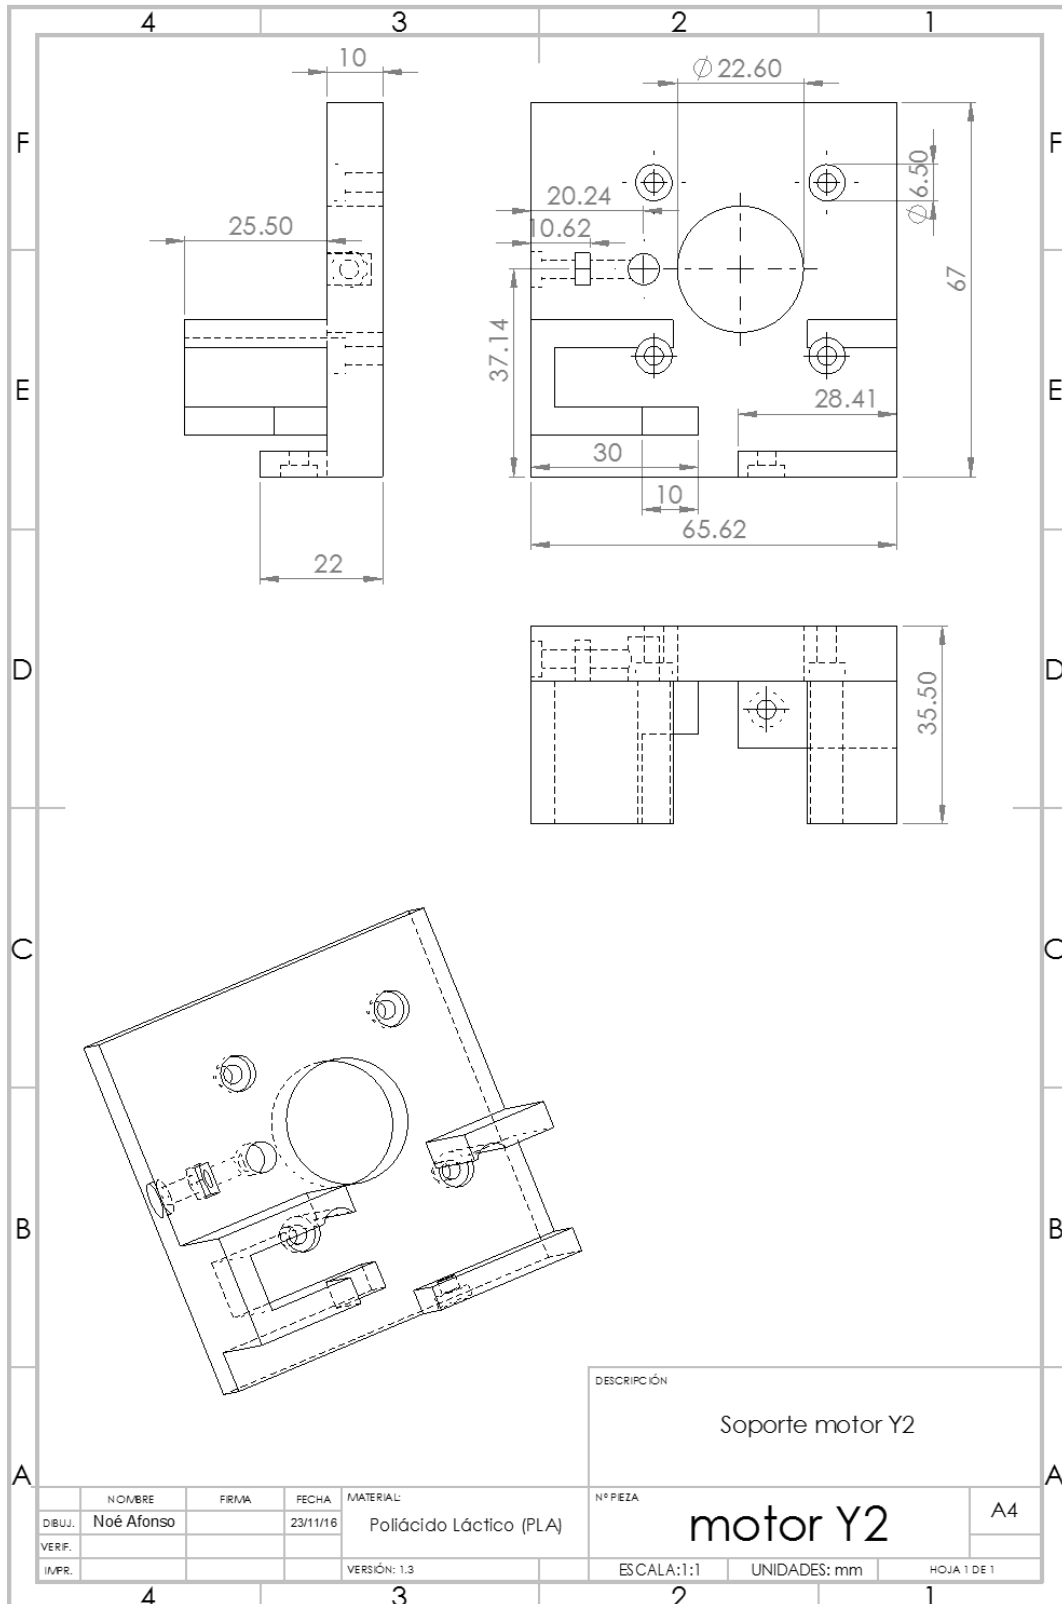 4 3 2 1
10
⌀ 22.60
F F
20.24
⌀ 6.50
25.50
10.62
67
37.14
E E
28.41
30
10
65.62
22
D D
35.50
C C
B B
DESCRIPCIÓN
Soporte motor Y2
A A
NOMBRE FIRMA FECHA MATERIAL: Nº PIEZA
DIBUJ. Noé Afonso 23/11/16 Poliácido Láctico (PLA) motor Y2 A4
VERIF.
IMPR. VERSIÓN: 1.3 ESCALA:1:1 UNIDADES: mm HOJA 1 DE 1
4 3 2 1